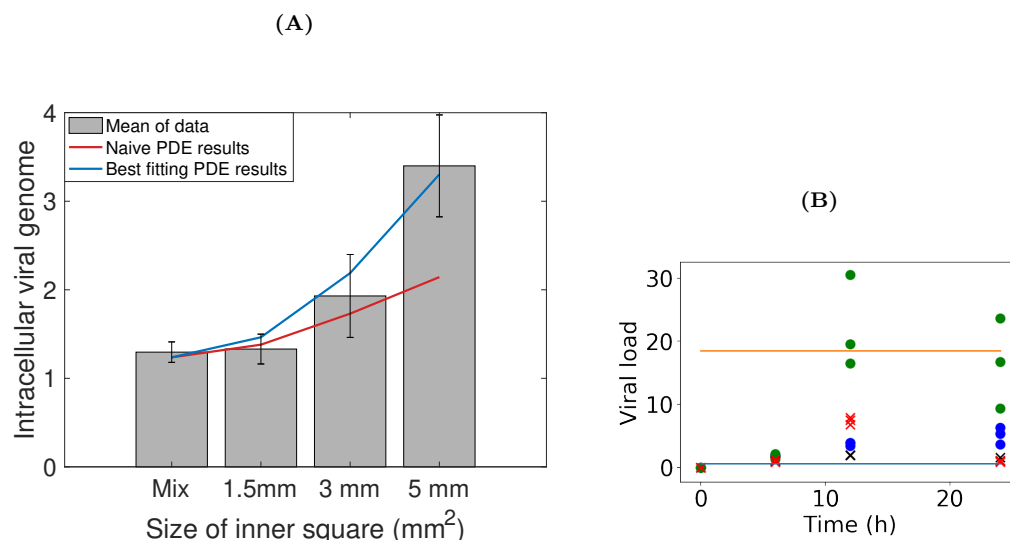 (A)
4
3
2
1
0
Intracellular viral genome
Mean of data
Naive PDE results
Best fitting PDE results
Mix
1.5mm
3 mm
5 mm
Size of inner square (mm²)
(B)
30
20
10
0
Viral load
0
10
20
Time (h)